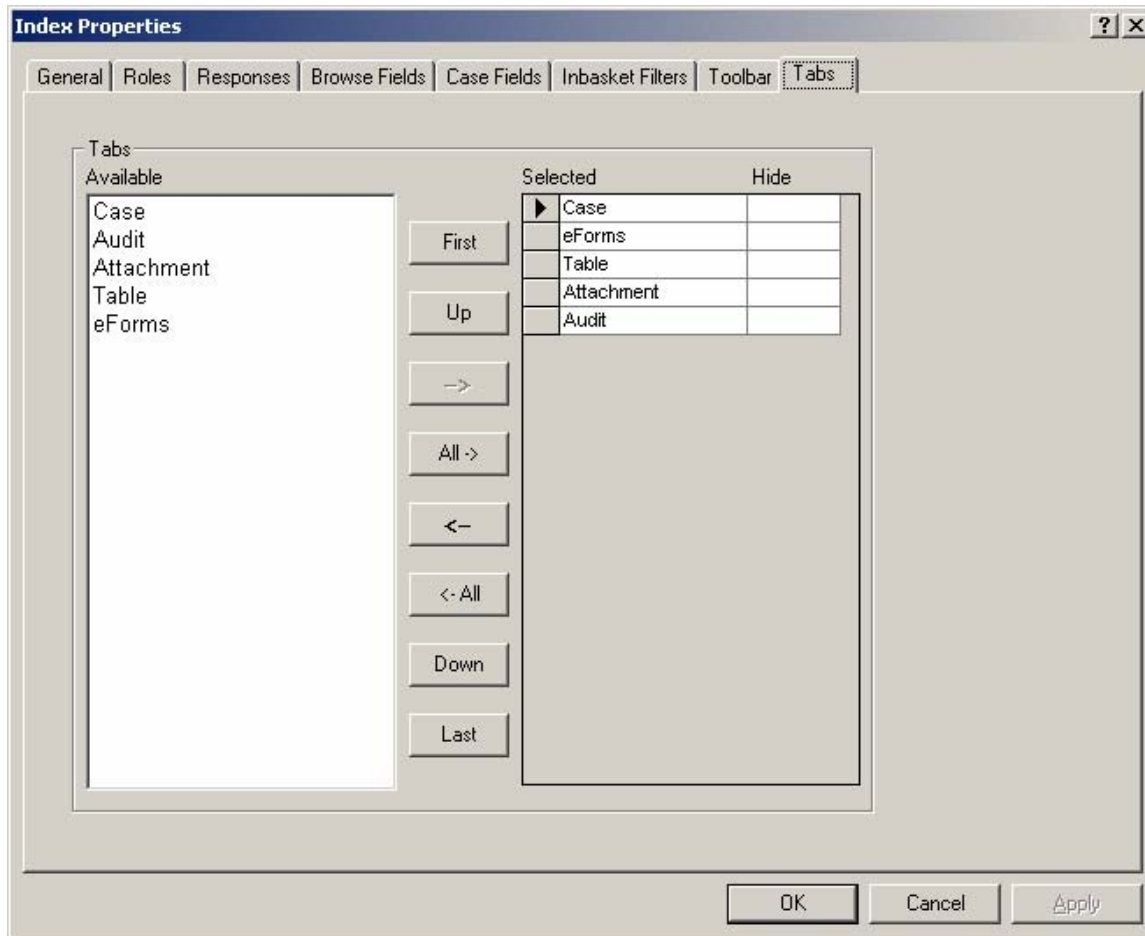 Index Properties
? ×
General Roles Responses Browse Fields Case Fields Inbasket Filters Toolbar Tabs
Tabs
Available
Case
Audit
Attachment
Table
eForms
First
Up
-->
All ->
<--
<- All
Down
Last
Selected Hide
Case
eForms
Table
Attachment
Audit
OK Cancel Apply